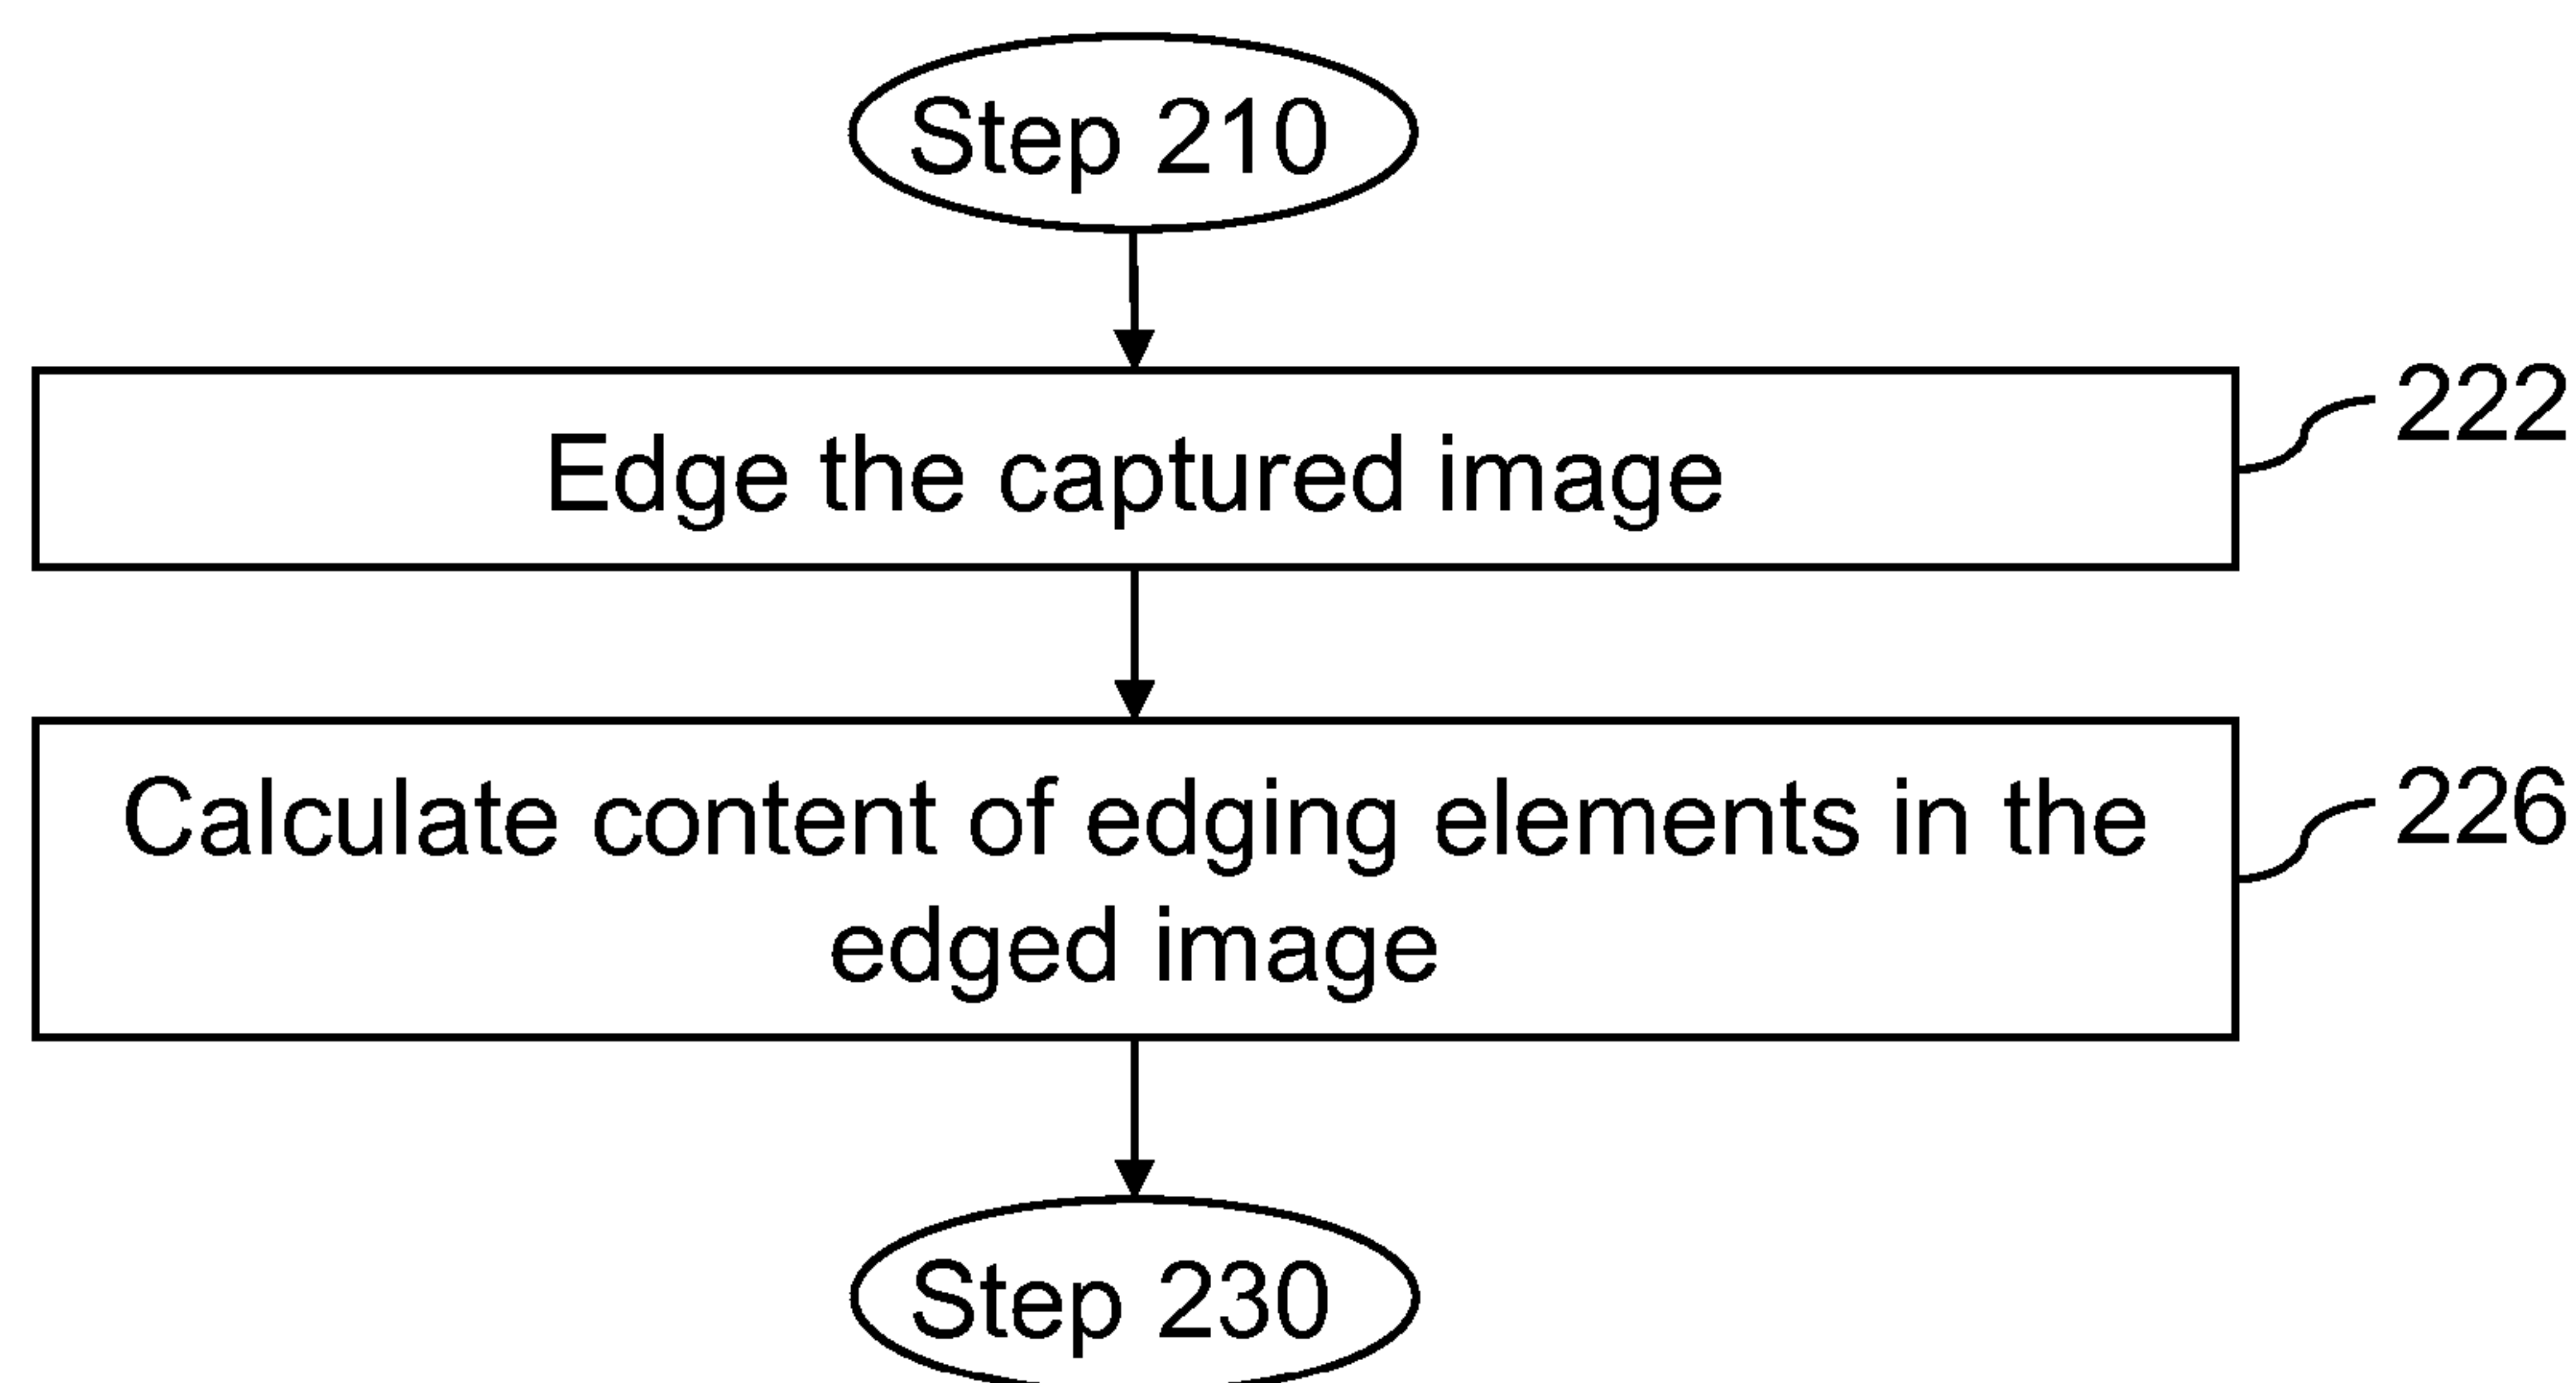 Step 210
Edge the captured image
222
Calculate content of edging elements in the
edged image
226
Step 230